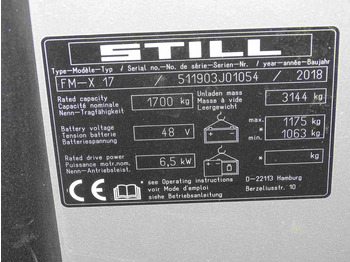 STILL
Type-Modèle-Typ / Serial no.-No. de série-Serien-Nr. / year-année-Baujahr
FM-X 17 / 511903J01054 / 2018
Rated capacity
Capacité nominale
Nenn-Tragfähigkeit
1700 kg
Unladen mass
Masse à vide
Leergewicht
3144 kg
Battery voltage
Tension batterie
Batteriespannung
48 V
max. 1175 kg
min. 1063 kg
Rated drive power
Puissance motr.nom.
Nenn-Antriebsleist.
6,5 kW
* kg
CE
* see Operating instructions
voir Mode d'emploi
siehe Betriebsanleitung
D-22113 Hamburg
Berzeliusstr. 10